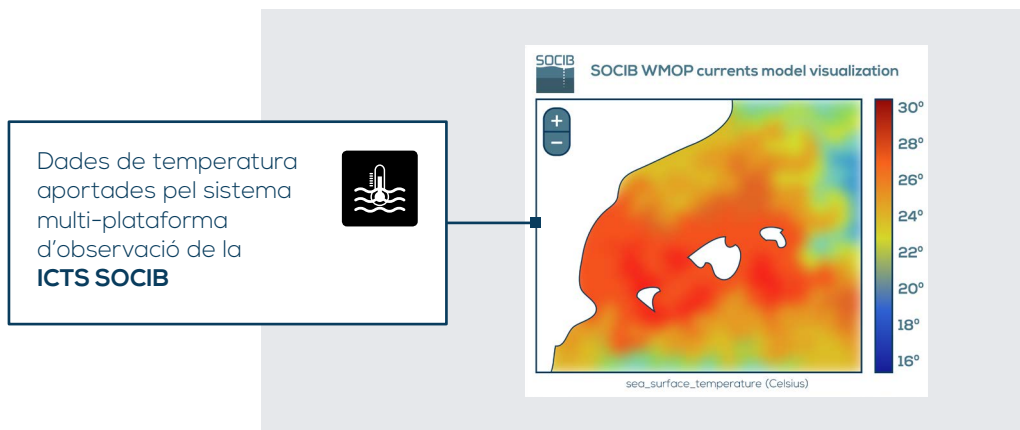 Dades de temperatura
aportades pel sistema
multi-plataforma
d'observació de la
ICTS SOCIB
SOCIB
SOCIB WMOP currents model visualization
+
−
30°
28°
26°
24°
22°
20°
18°
16°
sea_surface_temperature (Celsius)